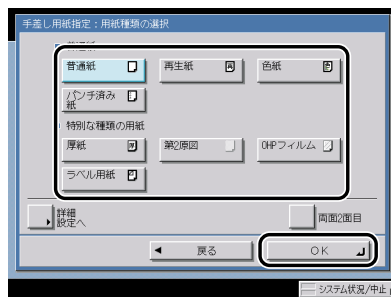 手差し用紙指定：用紙種類の選択
普通紙 再生紙 色紙
パンチ済み
紙
特別な種類の用紙
厚紙 第2原図 OHPフィルム
ラベル用紙
詳細
設定へ 両面2面目
戻る OK
システム状況/中止